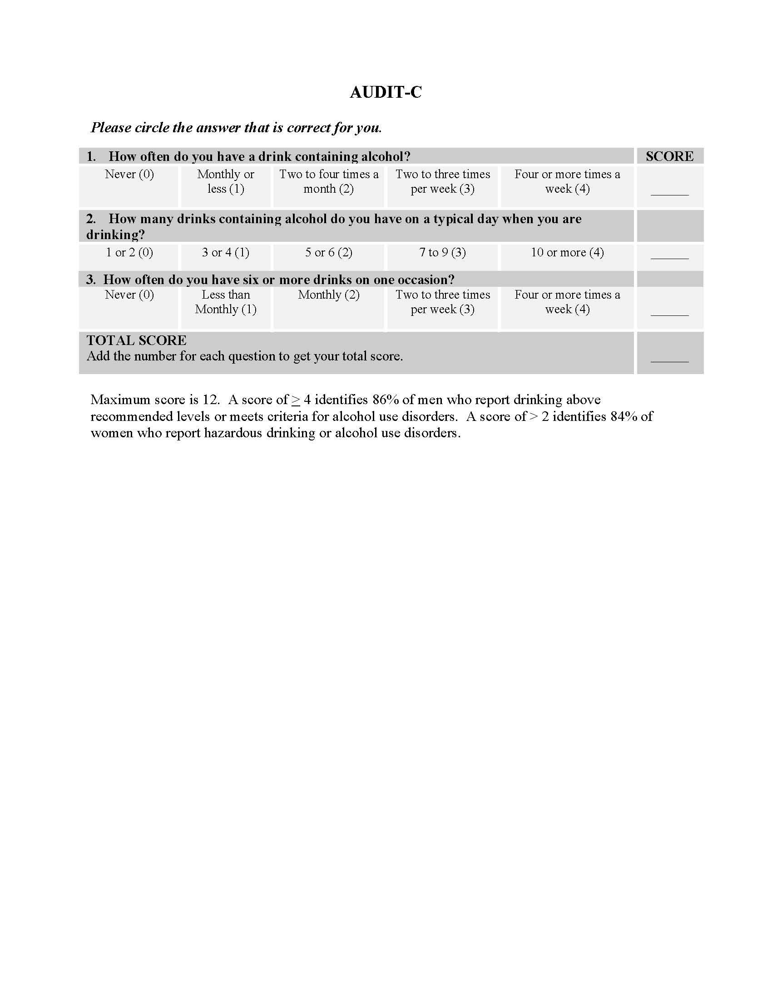 AUDIT-C
Please circle the answer that is correct for you.
1. How often do you have a drink containing alcohol? SCORE
Never (0) Monthly or less (1) Two to four times a month (2) Two to three times per week (3) Four or more times a week (4) ______
2. How many drinks containing alcohol do you have on a typical day when you are
drinking?
1 or 2 (0) 3 or 4 (1) 5 or 6 (2) 7 to 9 (3) 10 or more (4) ______
3. How often do you have six or more drinks on one occasion?
Never (0) Less than Monthly (1) Monthly (2) Two to three times per week (3) Four or more times a week (4) ______
TOTAL SCORE
Add the number for each question to get your total score. ______
Maximum score is 12. A score of ≥ 4 identifies 86% of men who report drinking above
recommended levels or meets criteria for alcohol use disorders. A score of > 2 identifies 84% of
women who report hazardous drinking or alcohol use disorders.